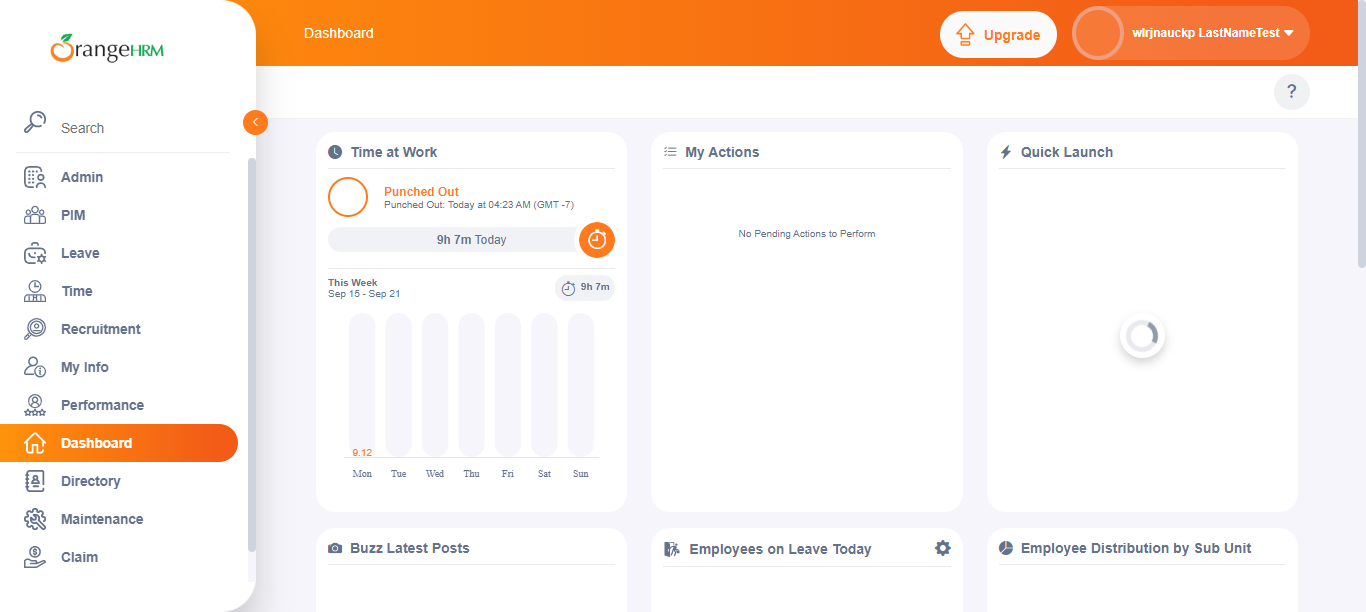 OrangeHRM
Dashboard
Upgrade
wlrjnauckp LastNameTest
?
Search
Admin
PIM
Leave
Time
Recruitment
My Info
Performance
Dashboard
Directory
Maintenance
Claim
Time at Work
Punched Out
Punched Out: Today at 04:23 AM (GMT -7)
9h 7m Today
This Week
Sep 15 - Sep 21
9h 7m
9.12
Mon Tue Wed Thu Fri Sat Sun
My Actions
No Pending Actions to Perform
Quick Launch
Buzz Latest Posts
Employees on Leave Today
Employee Distribution by Sub Unit